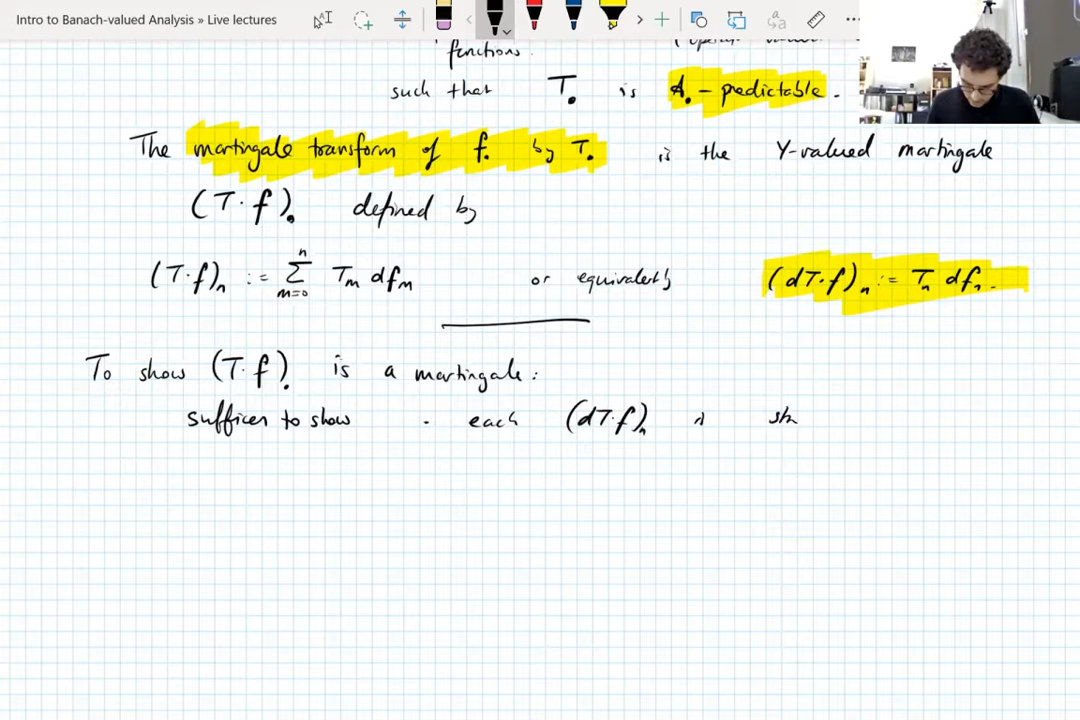 Intro to Banach-valued Analysis » Live lectures
functions.
such that T. is A. - predictable.
The martingale transform of f. by T. is the Y-valued martingale
(T·f). defined by
(T·f)n := n Σ m=0 Tm dfm or equivalently (dT·f)n := Tn dfn.
To show (T·f). is a martingale:
suffices to show · each (dT·f)n is st